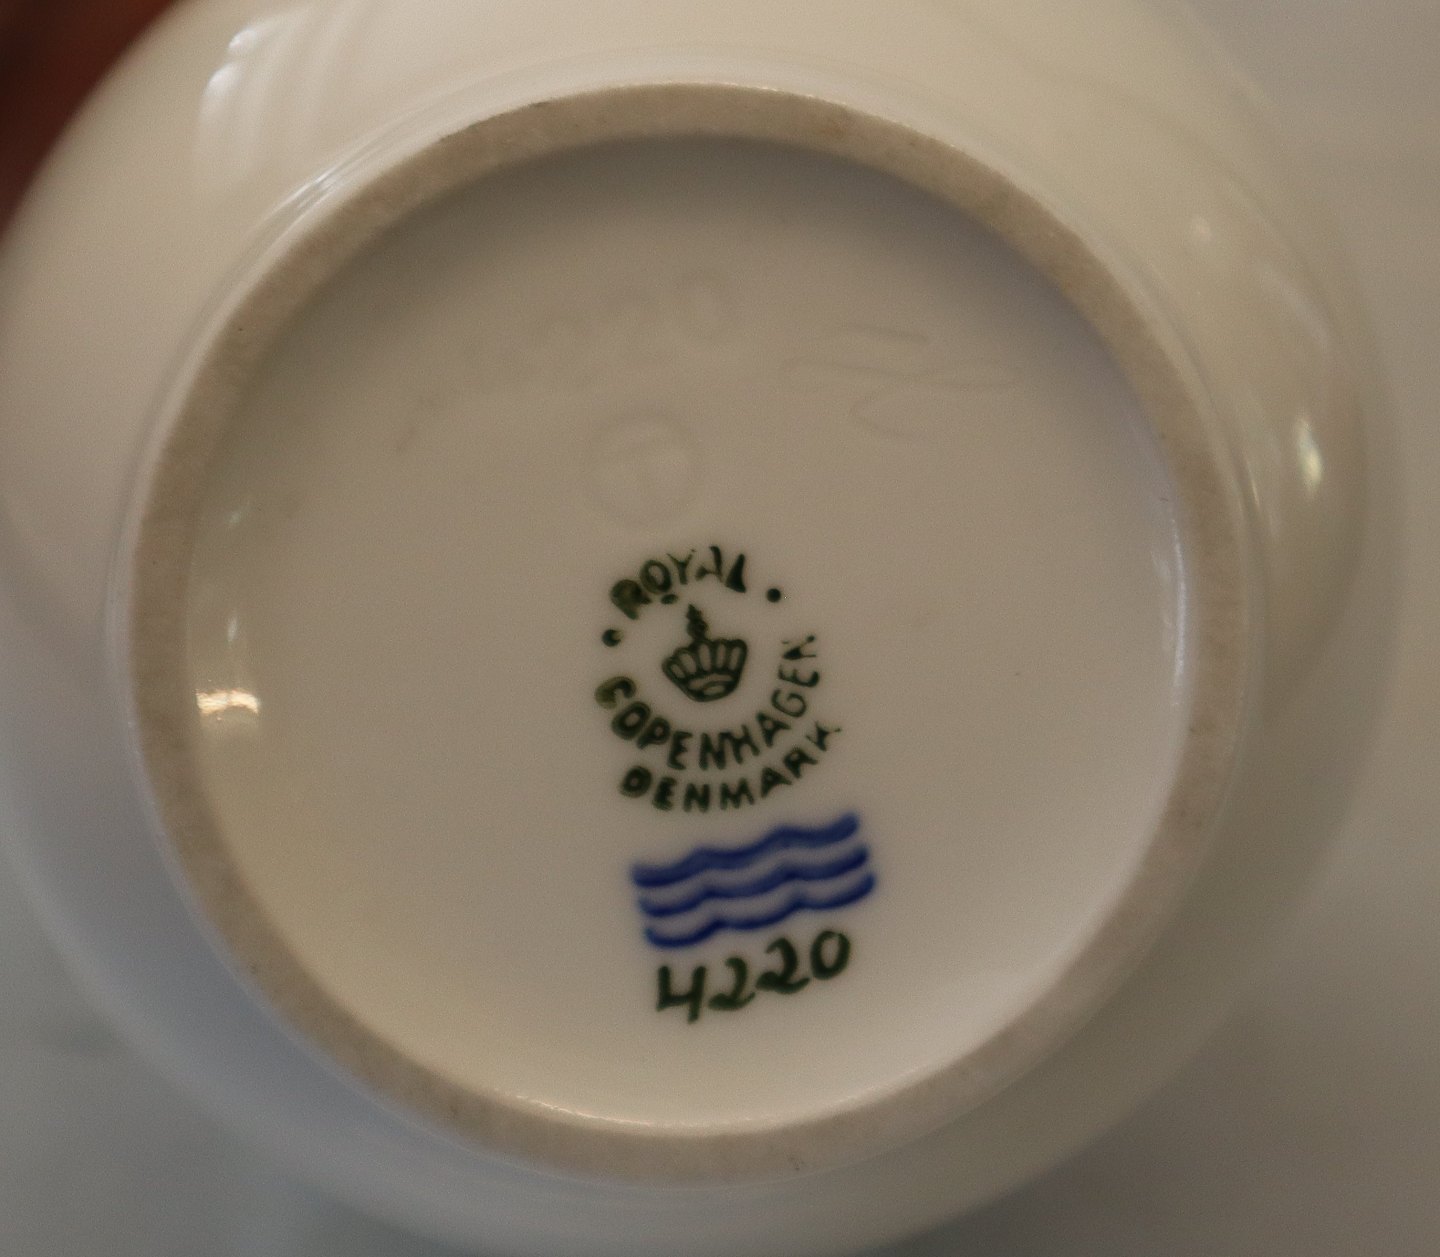 ROYAL
COPENHAGEN
DENMARK
4220